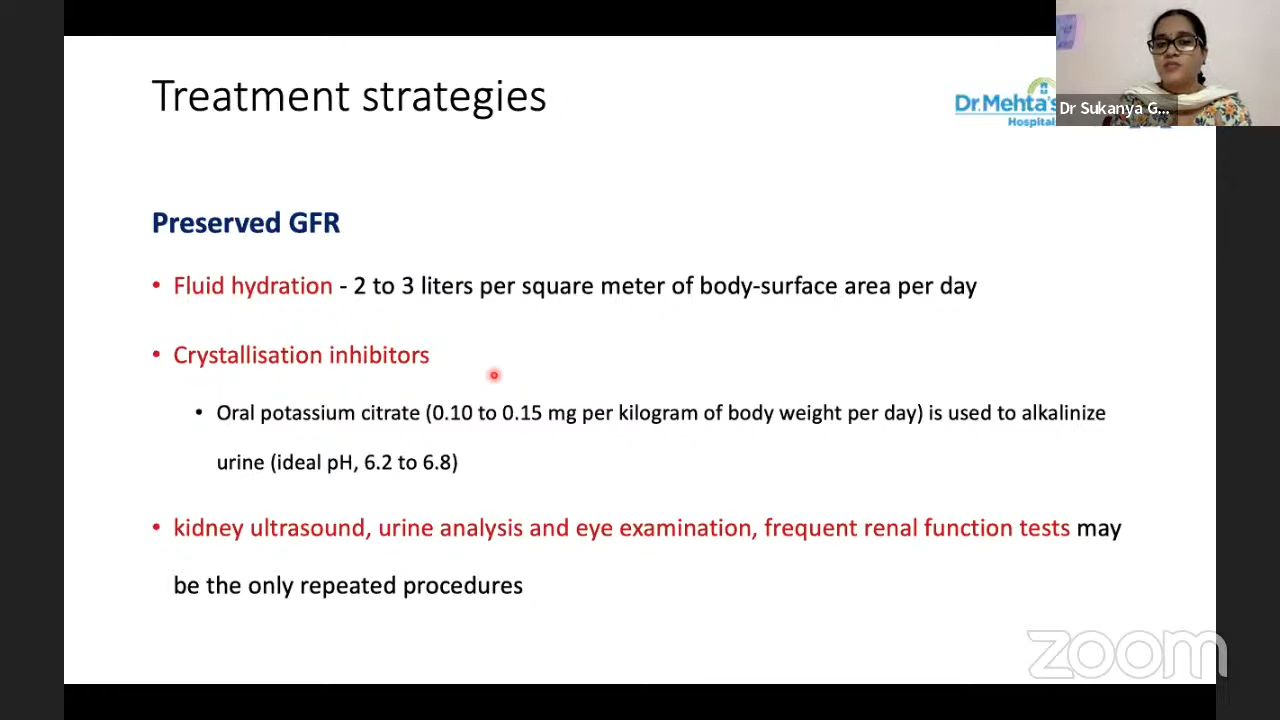 Treatment strategies
Dr.Mehta's
Hospital
Dr Sukanya G...
Preserved GFR
• Fluid hydration - 2 to 3 liters per square meter of body-surface area per day
• Crystallisation inhibitors
• Oral potassium citrate (0.10 to 0.15 mg per kilogram of body weight per day) is used to alkalinize
urine (ideal pH, 6.2 to 6.8)
• kidney ultrasound, urine analysis and eye examination, frequent renal function tests may
be the only repeated procedures
zoom